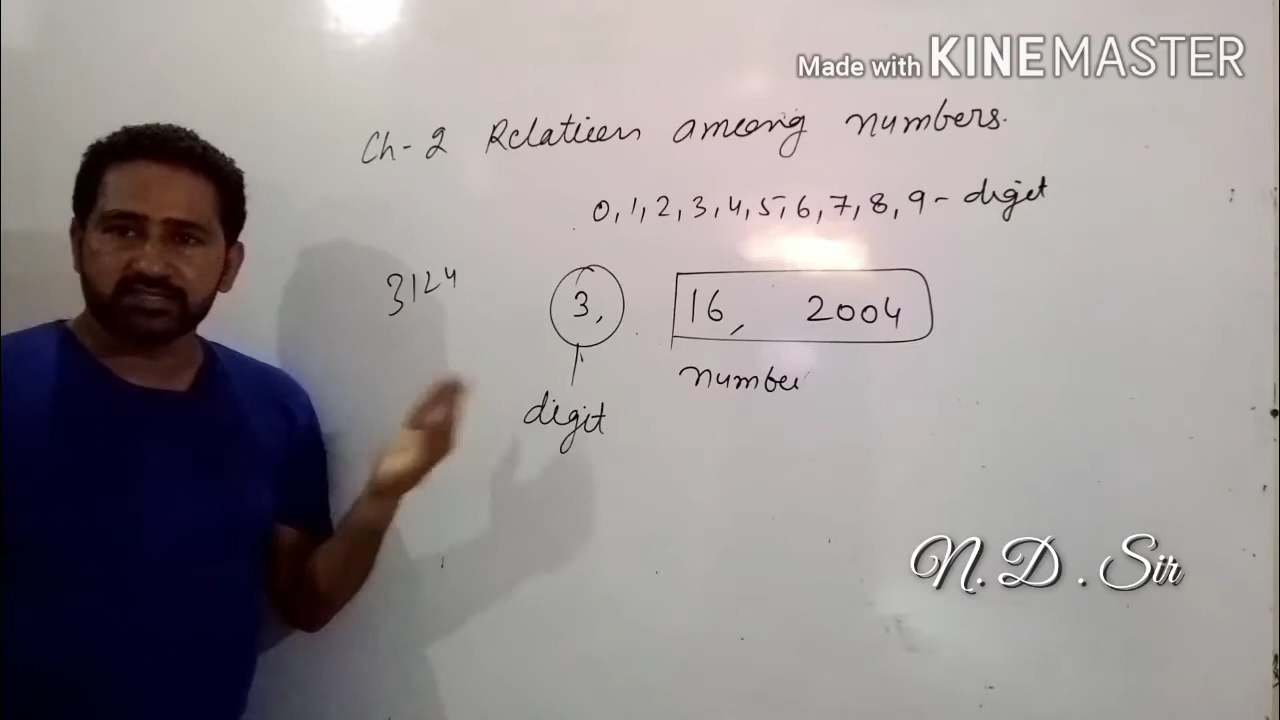 Made with KINEMASTER
Ch-2 Relation among numbers.
0, 1, 2, 3, 4, 5, 6, 7, 8, 9 - digit
3124
3, 16, 2004
number
digit
N. D . Sir